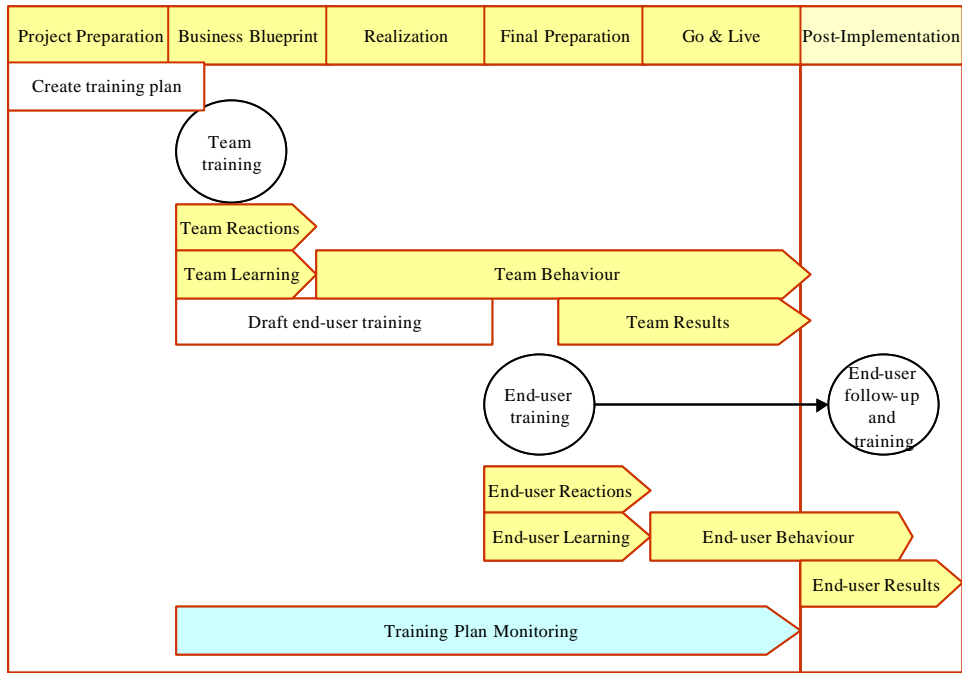 Project Preparation
Business Blueprint
Realization
Final Preparation
Go & Live
Post-Implementation
Create training plan
Team
training
Team Reactions
Team Learning
Team Behaviour
Draft end-user training
Team Results
End-user
training
End-user
follow-up
and
training
End-user Reactions
End-user Learning
End-user Behaviour
End-user Results
Training Plan Monitoring